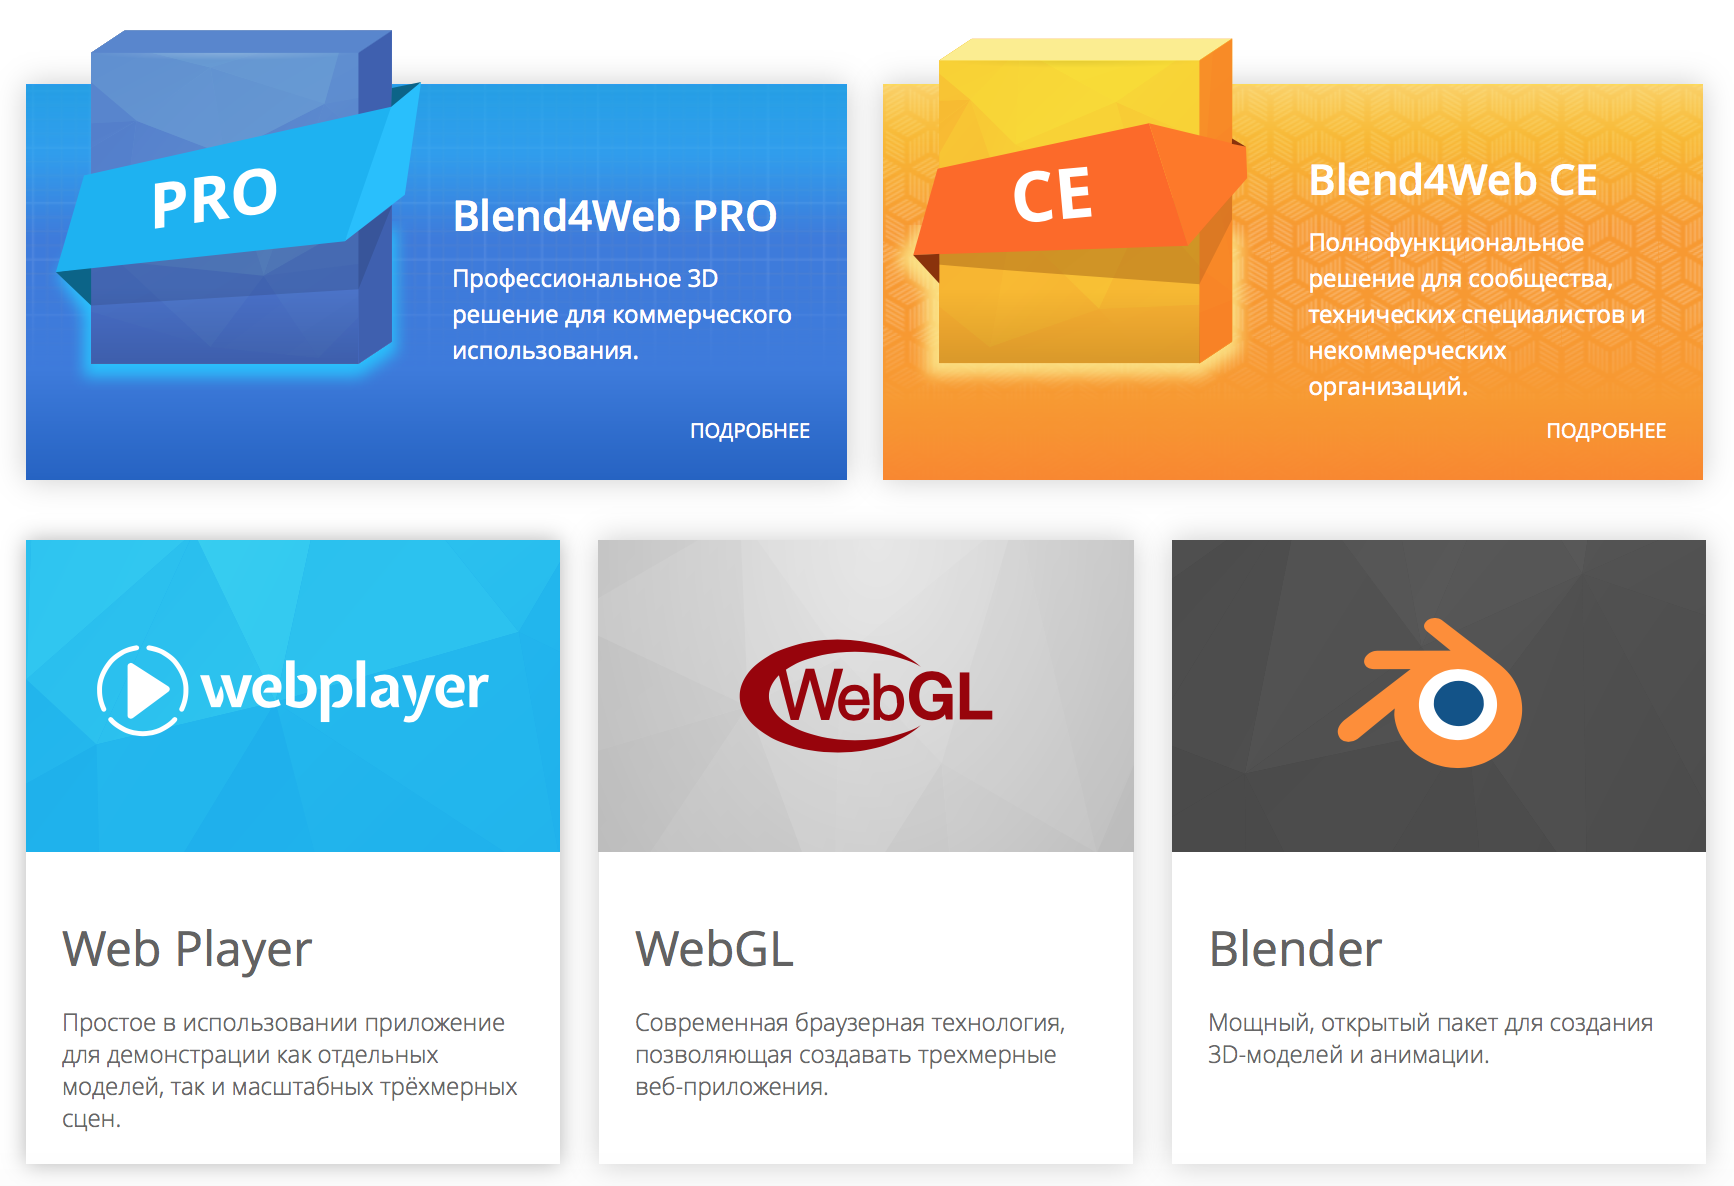 PRO
Blend4Web PRO
Профессиональное 3D
решение для коммерческого
использования.
ПОДРОБНЕЕ
CE
Blend4Web CE
Полнофункциональное
решение для сообщества,
технических специалистов и
некоммерческих
организаций.
ПОДРОБНЕЕ
webplayer
Web Player
Простое в использовании приложение
для демонстрации как отдельных
моделей, так и масштабных трёхмерных
сцен.
WebGL
WebGL
Современная браузерная технология,
позволяющая создавать трехмерные
веб-приложения.
Blender
Мощный, открытый пакет для создания
3D-моделей и анимации.